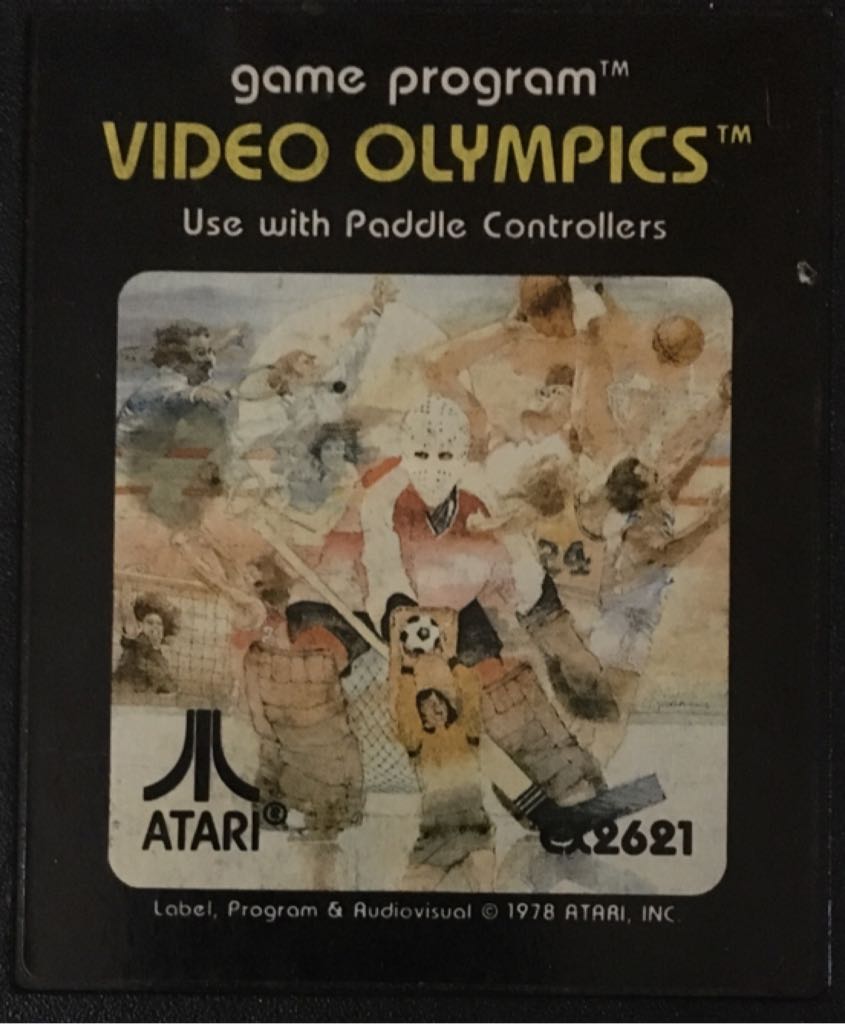 game program™
VIDEO OLYMPICS™
Use with Paddle Controllers
24
ATARI®
CX2621
Label, Program & Audiovisual © 1978 ATARI, INC.